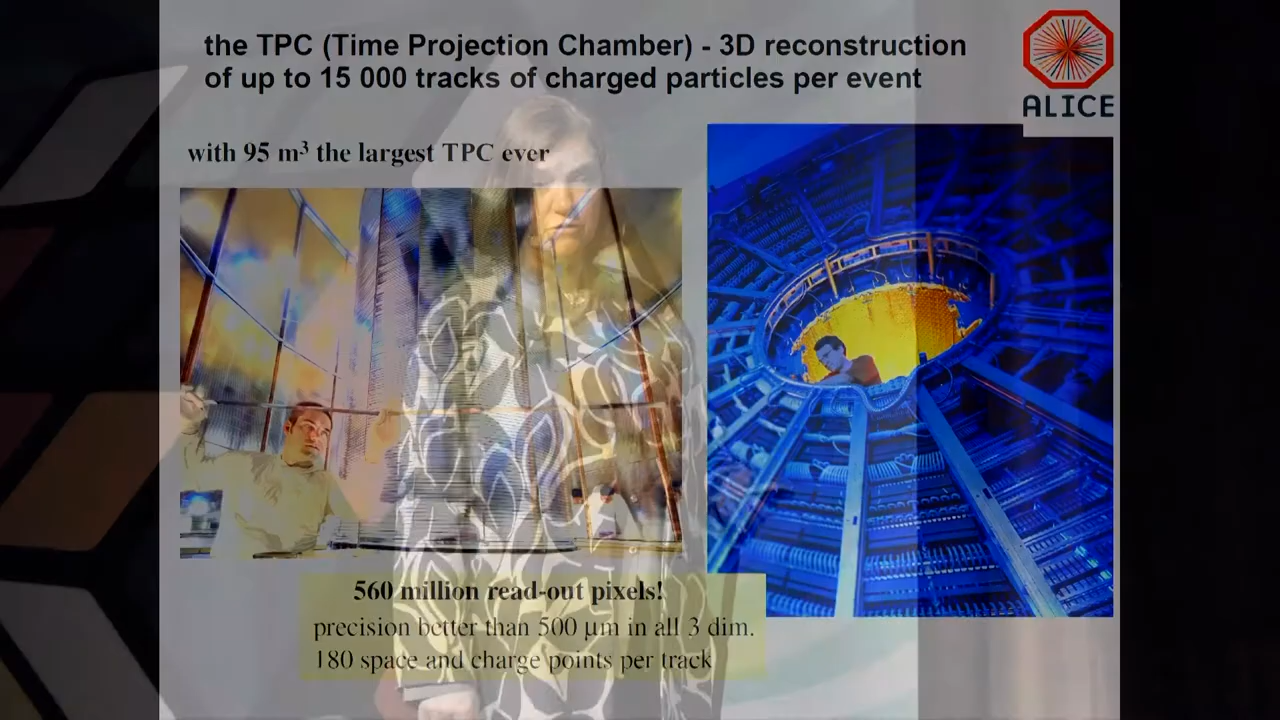 the TPC (Time Projection Chamber) - 3D reconstruction
of up to 15 000 tracks of charged particles per event
ALICE
with 95 m³ the largest TPC ever
560 million read-out pixels!
precision better than 500 μm in all 3 dim.
180 space and charge points per track